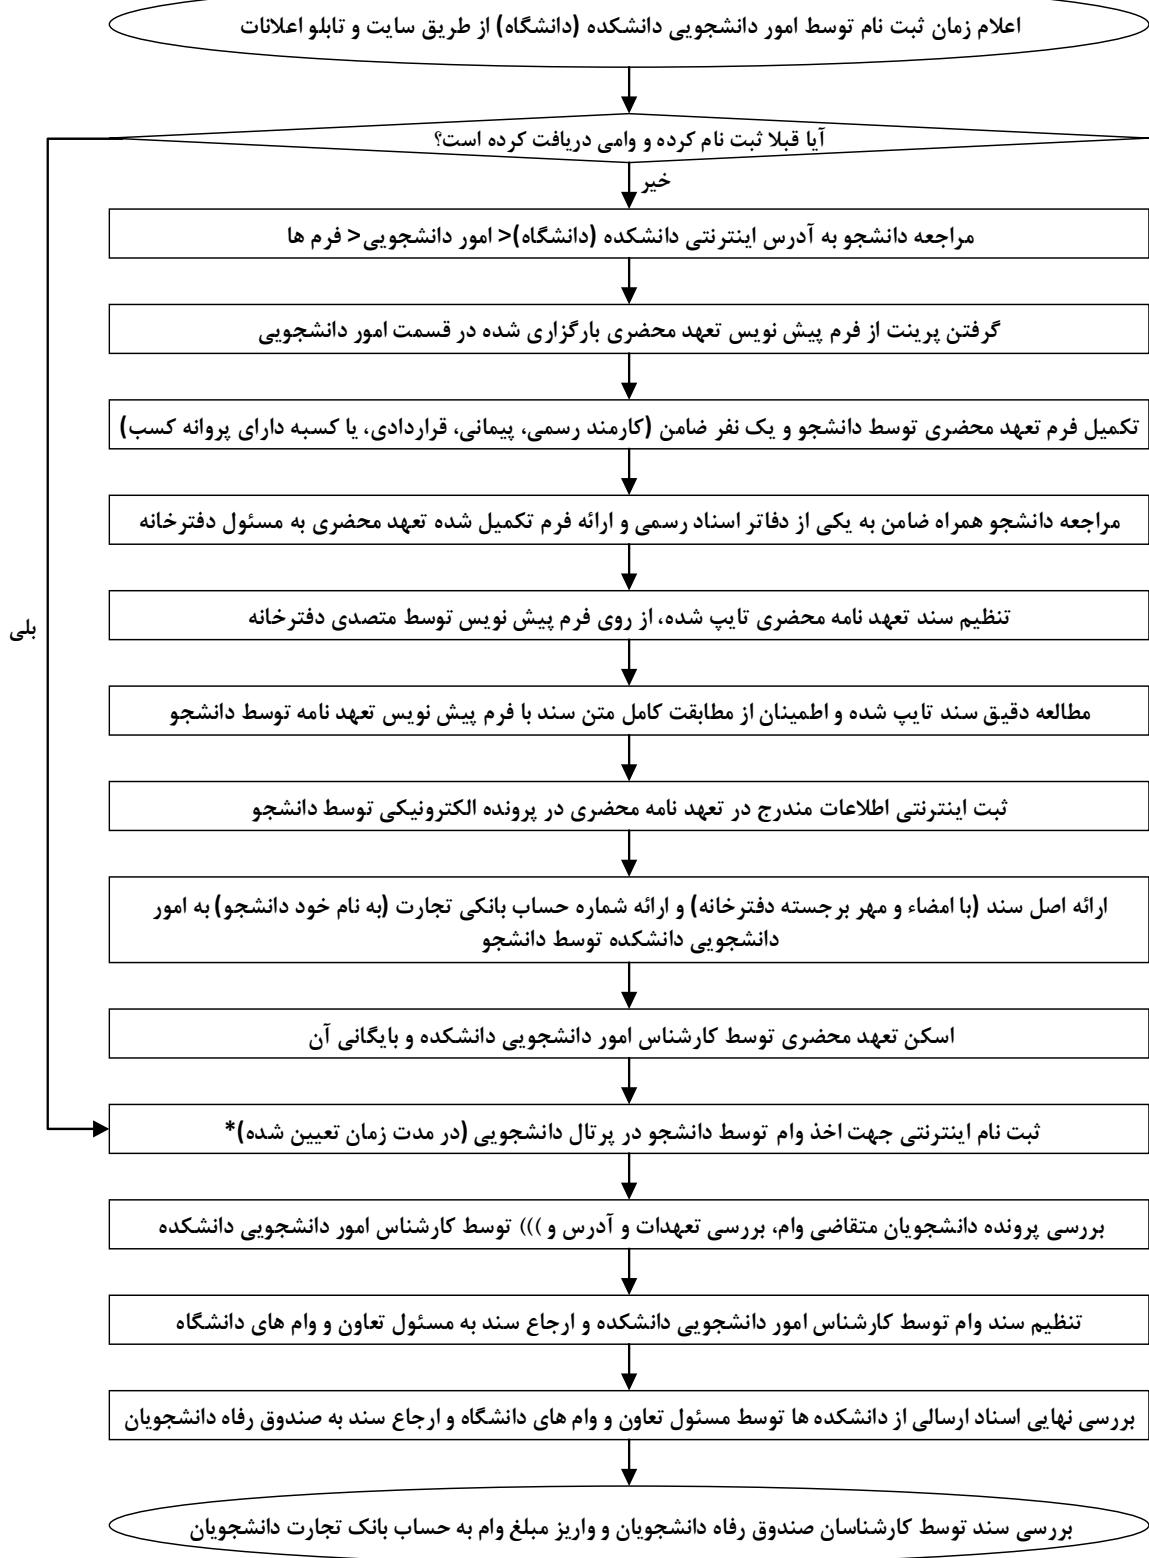 اعلام زمان ثبت نام توسط امور دانشجویی دانشکده (دانشگاه) از طریق سایت و تابلو اعلانات
آیا قبلا ثبت نام کرده و وامی دریافت کرده است؟
خیر
مراجعه دانشجو به آدرس اینترنتی دانشکده (دانشگاه)< امور دانشجویی< فرم ها
گرفتن پرینت از فرم پیش نویس تعهد محضری بارگزاری شده در قسمت امور دانشجویی
تکمیل فرم تعهد محضری توسط دانشجو و یک نفر ضامن (کارمند رسمی، پیمانی، قراردادی، یا کسبه دارای پروانه کسب)
مراجعه دانشجو همراه ضامن به یکی از دفاتر اسناد رسمی و ارائه فرم تکمیل شده تعهد محضری به مسئول دفترخانه
تنظیم سند تعهد نامه محضری تایپ شده، از روی فرم پیش نویس توسط متصدی دفترخانه
بلی
مطالعه دقیق سند تایپ شده و اطمینان از مطابقت کامل متن سند با فرم پیش نویس تعهد نامه توسط دانشجو
ثبت اینترنتی اطلاعات مندرج در تعهد نامه محضری در پرونده الکترونیکی توسط دانشجو
ارائه اصل سند (با امضاء و مهر برجسته دفترخانه) و ارائه شماره حساب بانکی تجارت (به نام خود دانشجو) به امور
دانشجویی دانشکده توسط دانشجو
اسکن تعهد محضری توسط کارشناس امور دانشجویی دانشکده و بایگانی آن
ثبت نام اینترنتی جهت اخذ وام توسط دانشجو در پرتال دانشجویی (در مدت زمان تعیین شده)*
بررسی پرونده دانشجویان متقاضی وام، بررسی تعهدات و آدرس و ))) توسط کارشناس امور دانشجویی دانشکده
تنظیم سند وام توسط کارشناس امور دانشجویی دانشکده و ارجاع سند به مسئول تعاون و وام های دانشگاه
بررسی نهایی اسناد ارسالی از دانشکده ها توسط مسئول تعاون و وام های دانشگاه و ارجاع سند به صندوق رفاه دانشجویان
بررسی سند توسط کارشناسان صندوق رفاه دانشجویان و واریز مبلغ وام به حساب بانک تجارت دانشجویان